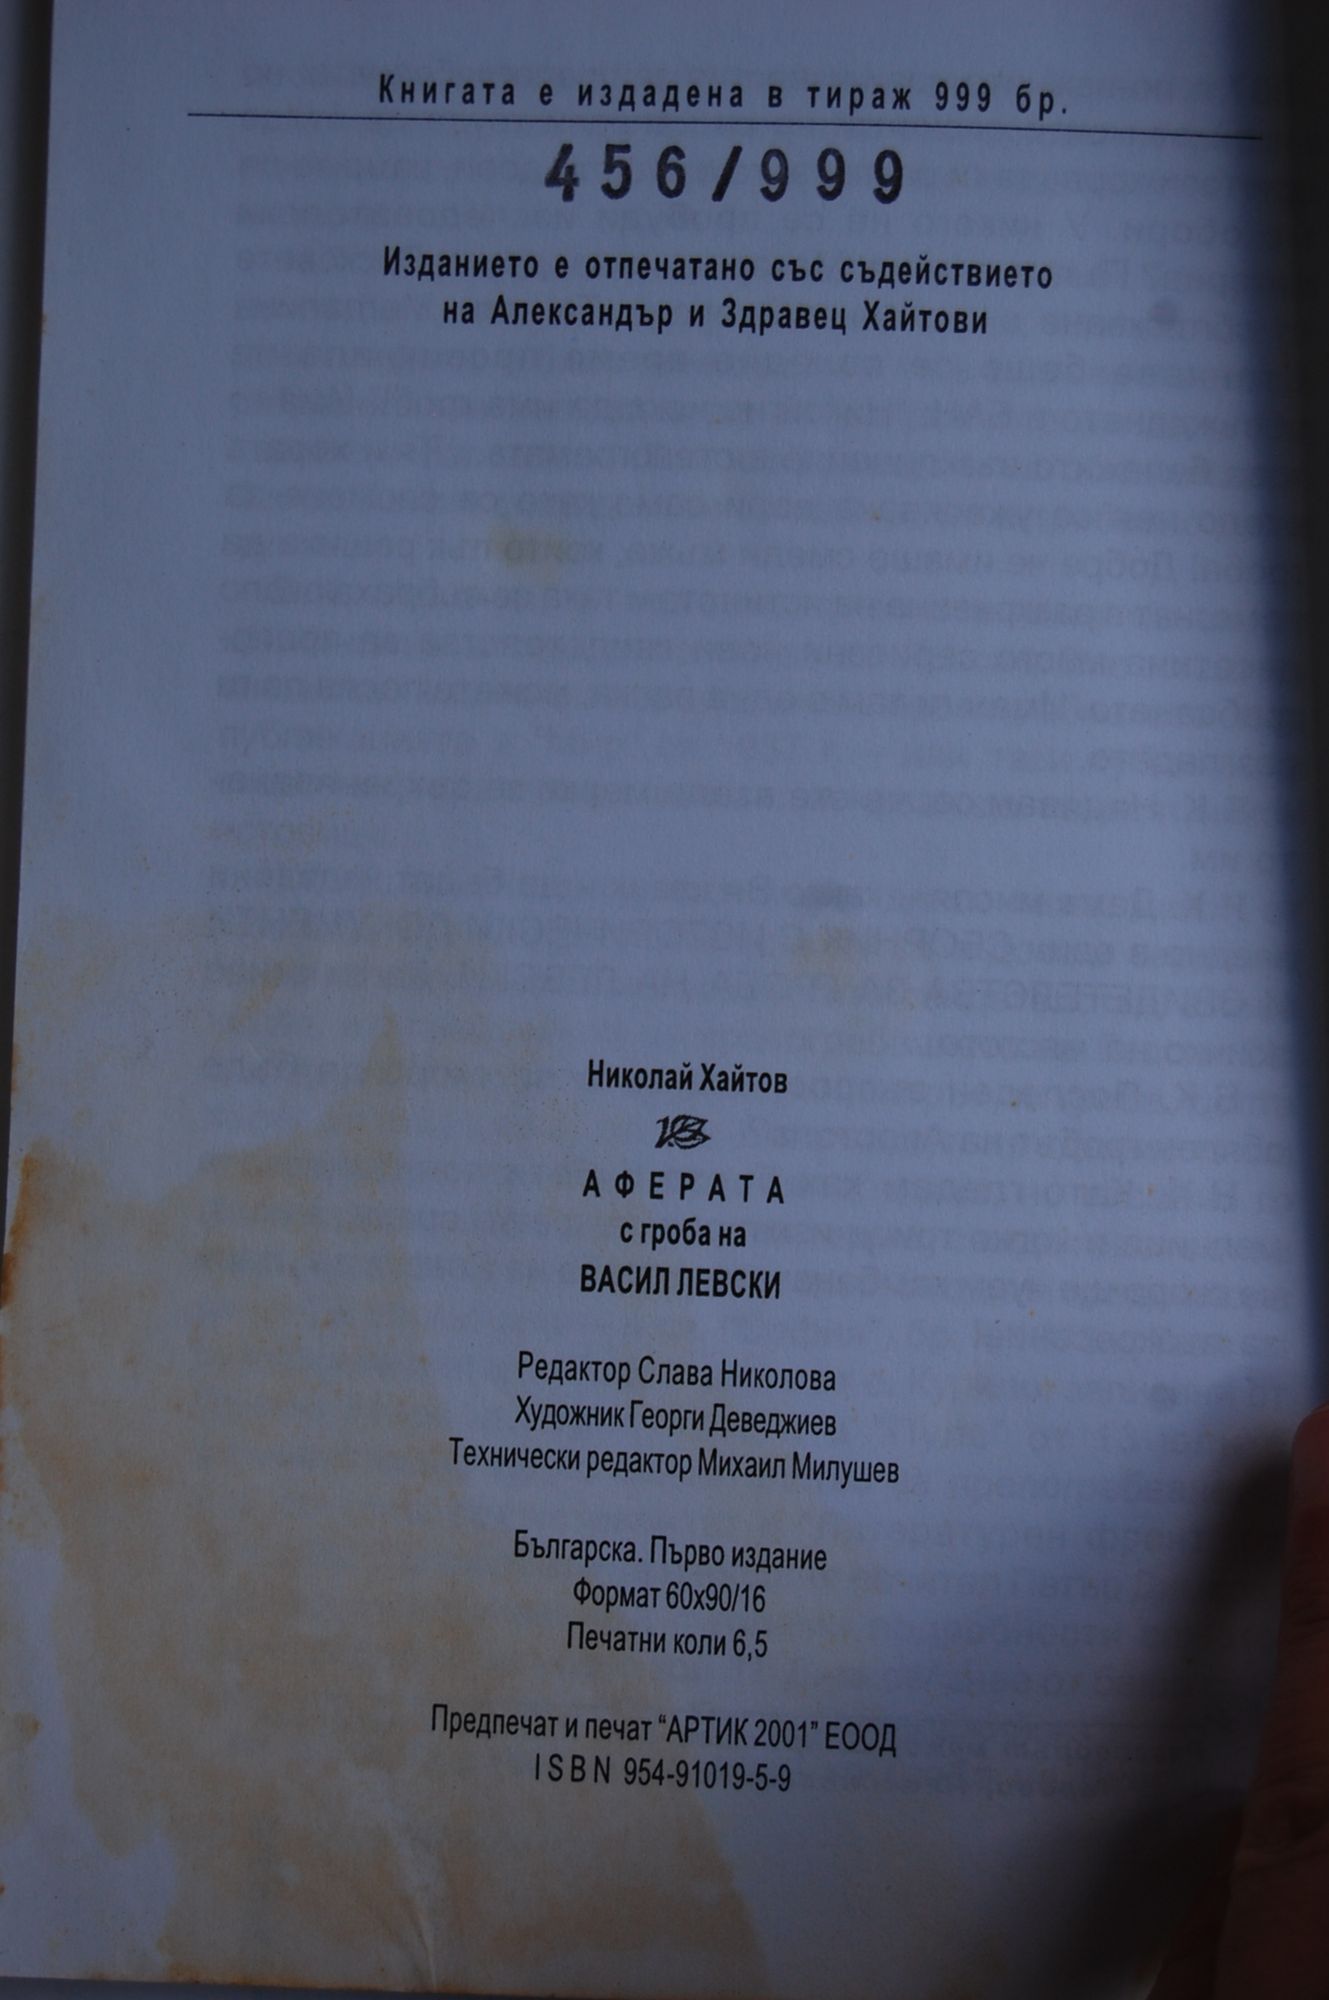 Книгата е издадена в тираж 999 бр.
456/999
Изданието е отпечатано със съдействието
на Александър и Здравец Хайтови
Николай Хайтов
АФЕРАТА
с гроба на
ВАСИЛ ЛЕВСКИ
Редактор Слава Николова
Художник Георги Деведжиев
Технически редактор Михаил Милушев
Българска. Първо издание
Формат 60х90/16
Печатни коли 6,5
Предпечат и печат “АРТИК 2001” ЕООД
ISBN 954-91019-5-9